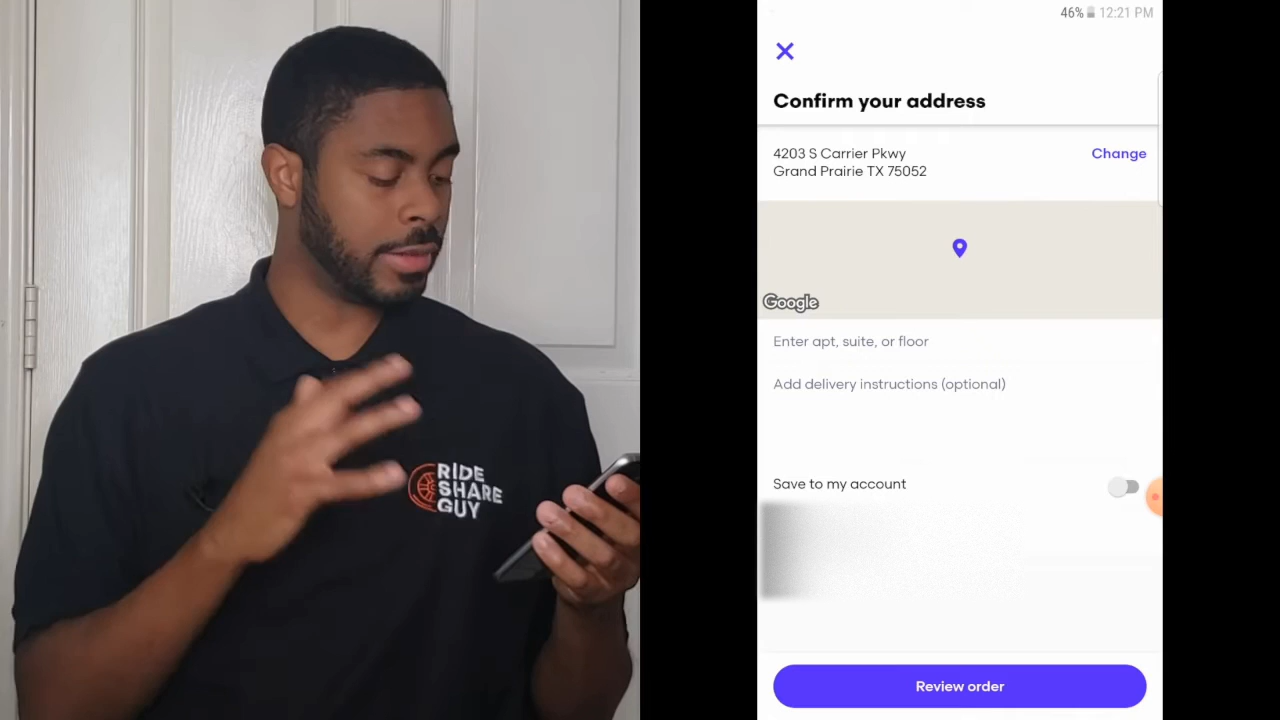 RIDE
SHARE
GUY
46% 12:21 PM
Confirm your address
4203 S Carrier Pkwy
Change
Grand Prairie TX 75052
Google
Enter apt, suite, or floor
Add delivery instructions (optional)
Save to my account
Review order